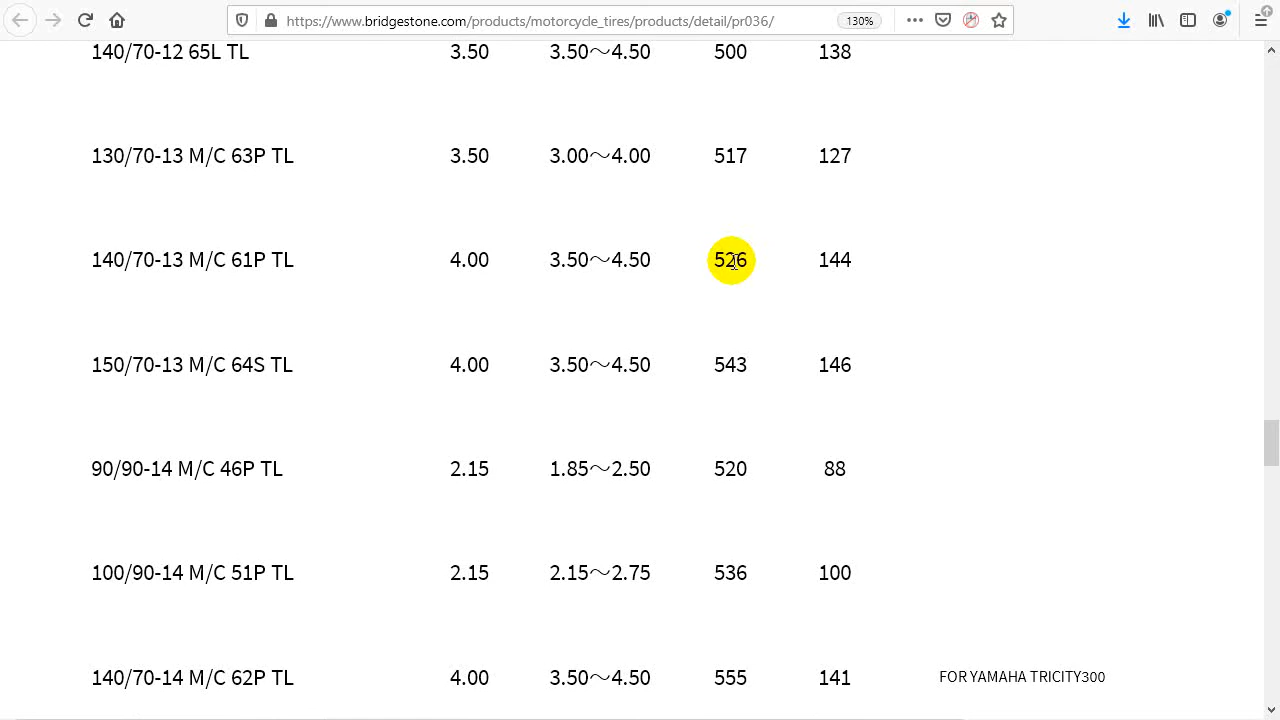 https://www.bridgestone.com/products/motorcycle_tires/products/detail/pr036/ 130%
140/70-12 65L TL 3.50 3.50～4.50 500 138
130/70-13 M/C 63P TL 3.50 3.00～4.00 517 127
140/70-13 M/C 61P TL 4.00 3.50～4.50 526 144
150/70-13 M/C 64S TL 4.00 3.50～4.50 543 146
90/90-14 M/C 46P TL 2.15 1.85～2.50 520 88
100/90-14 M/C 51P TL 2.15 2.15～2.75 536 100
140/70-14 M/C 62P TL 4.00 3.50～4.50 555 141 FOR YAMAHA TRICITY300